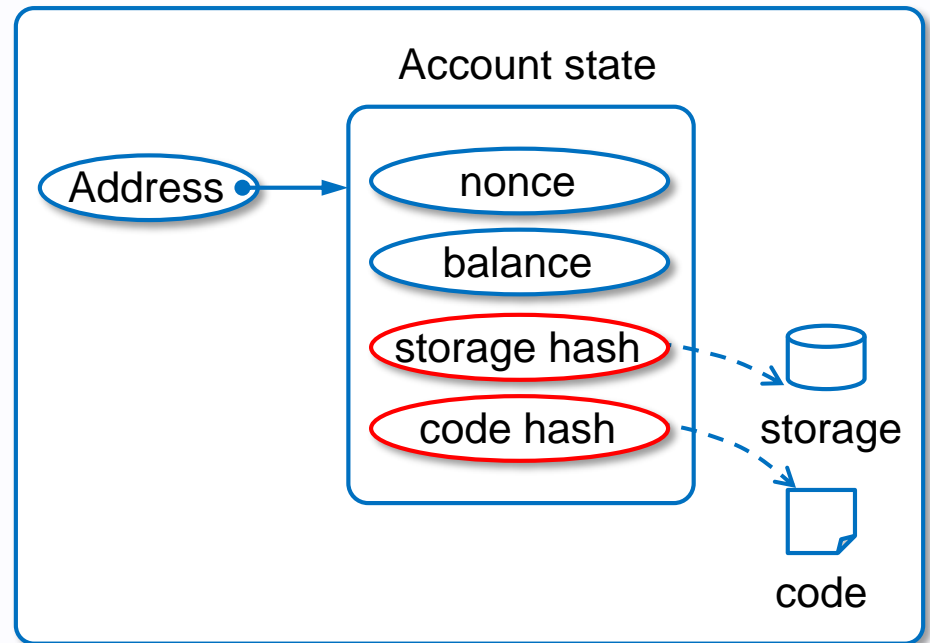 Account state
Address
nonce
balance
storage hash
code hash
storage
code